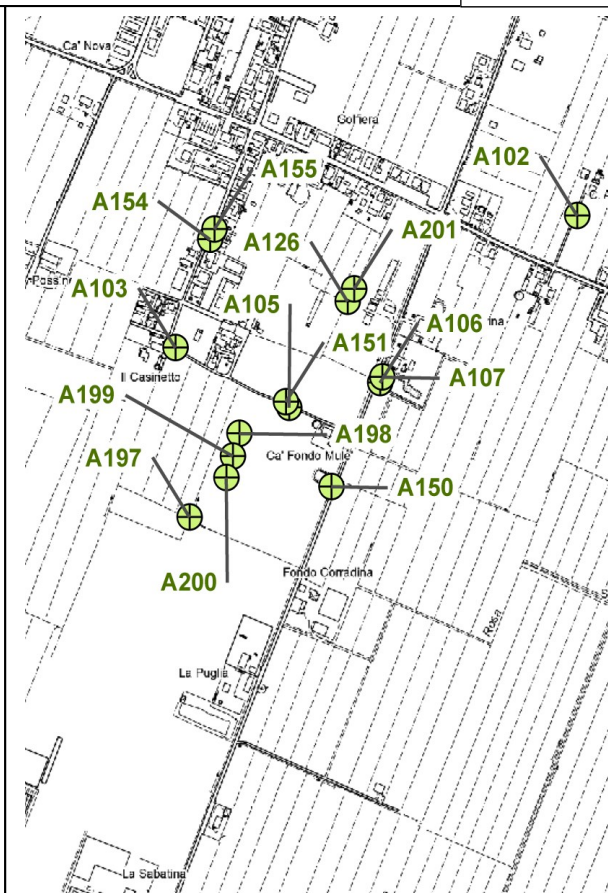 Ca' Nova
Golfiera
A102
A155
A154
A126
A201
A103
A105
A151
A106
A107
Il Casinetto
A199
A198
Ca' Fondo Mulè
A197
A150
A200
Fondo Corradina
Rosa
La Puglia
La Sabatina